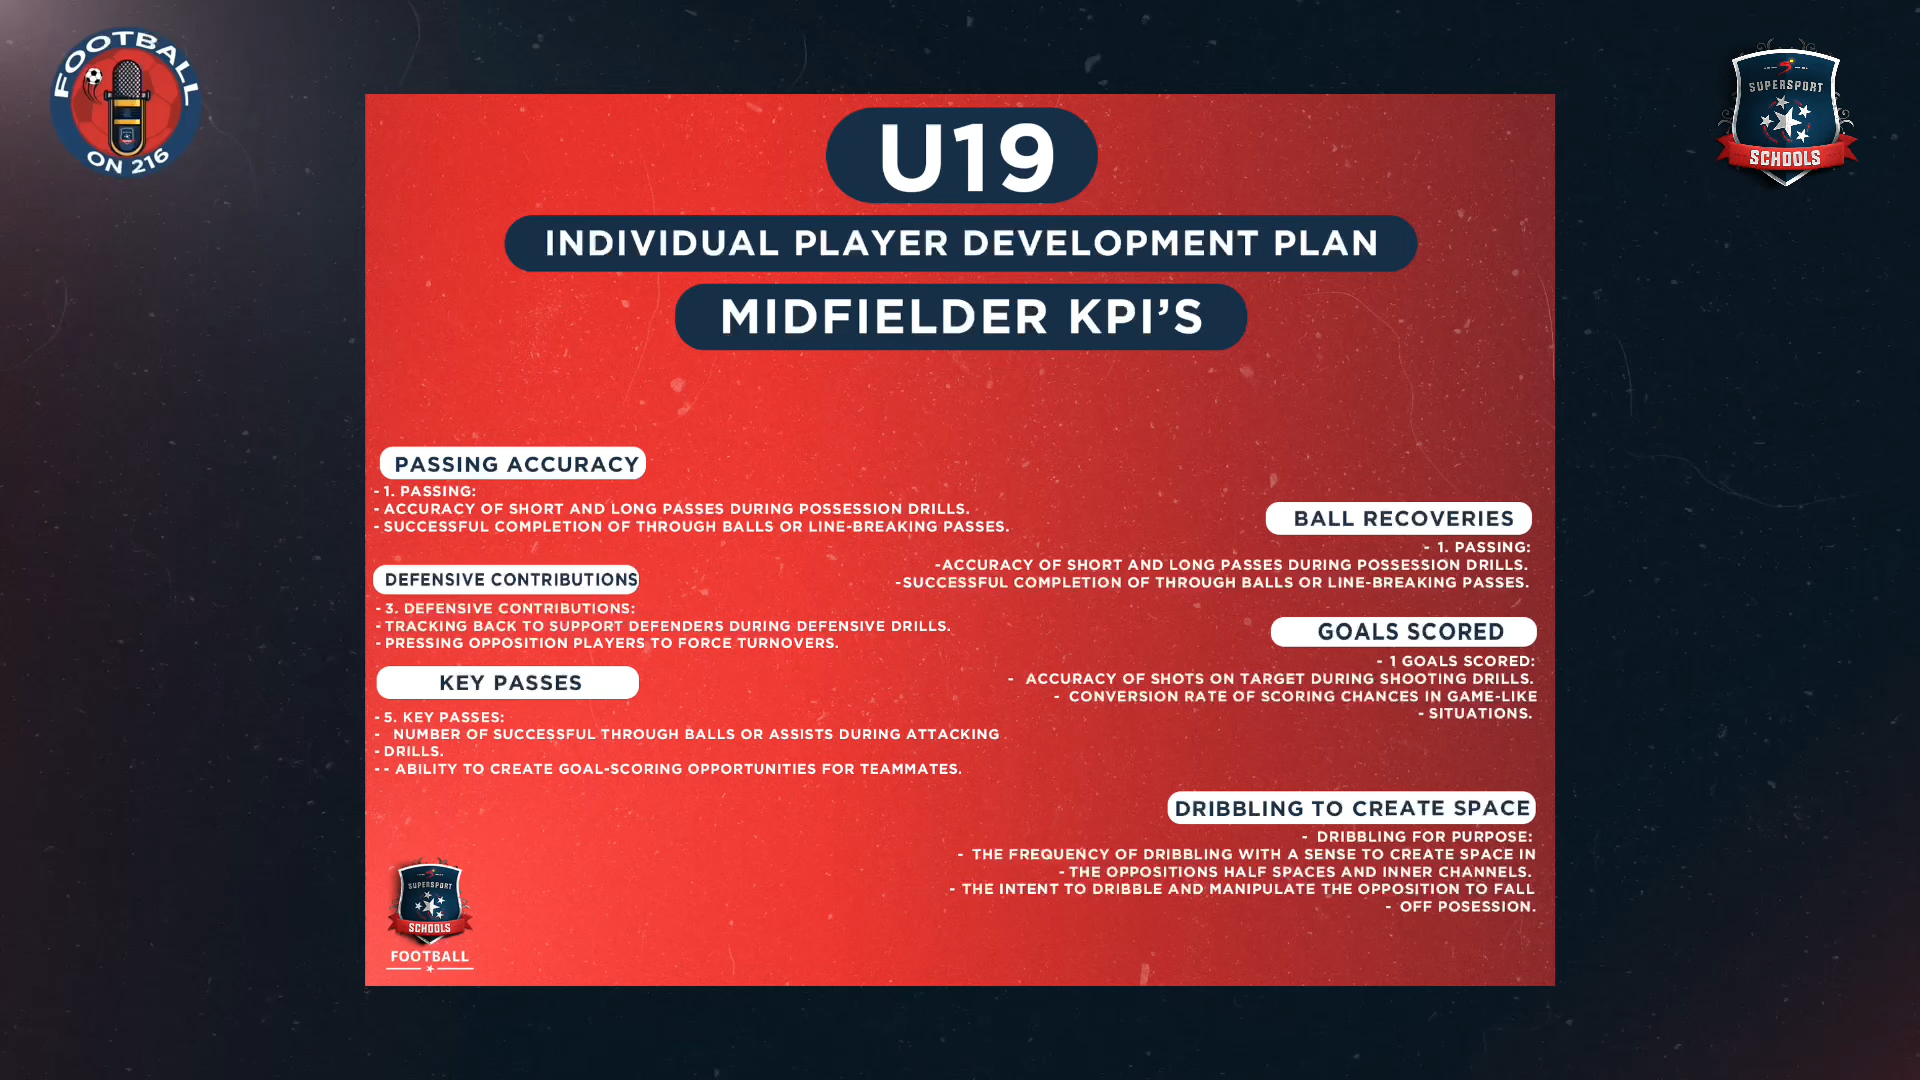 FOOTBALL
ON 216
SUPERSPORT
SCHOOLS
U19
INDIVIDUAL PLAYER DEVELOPMENT PLAN
MIDFIELDER KPI'S
PASSING ACCURACY
- 1. PASSING:
- ACCURACY OF SHORT AND LONG PASSES DURING POSSESSION DRILLS.
- SUCCESSFUL COMPLETION OF THROUGH BALLS OR LINE-BREAKING PASSES.
DEFENSIVE CONTRIBUTIONS
- 3. DEFENSIVE CONTRIBUTIONS:
- TRACKING BACK TO SUPPORT DEFENDERS DURING DEFENSIVE DRILLS.
- PRESSING OPPOSITION PLAYERS TO FORCE TURNOVERS.
KEY PASSES
- 5. KEY PASSES:
- NUMBER OF SUCCESSFUL THROUGH BALLS OR ASSISTS DURING ATTACKING
- DRILLS.
- - ABILITY TO CREATE GOAL-SCORING OPPORTUNITIES FOR TEAMMATES.
BALL RECOVERIES
- 1. PASSING:
-ACCURACY OF SHORT AND LONG PASSES DURING POSSESSION DRILLS.
-SUCCESSFUL COMPLETION OF THROUGH BALLS OR LINE-BREAKING PASSES.
GOALS SCORED
- 1 GOALS SCORED:
- ACCURACY OF SHOTS ON TARGET DURING SHOOTING DRILLS.
- CONVERSION RATE OF SCORING CHANCES IN GAME-LIKE
- SITUATIONS.
DRIBBLING TO CREATE SPACE
- DRIBBLING FOR PURPOSE:
- THE FREQUENCY OF DRIBBLING WITH A SENSE TO CREATE SPACE IN
- THE OPPOSITIONS HALF SPACES AND INNER CHANNELS.
- THE INTENT TO DRIBBLE AND MANIPULATE THE OPPOSITION TO FALL
- OFF POSESSION.
SUPERSPORT
SCHOOLS
FOOTBALL